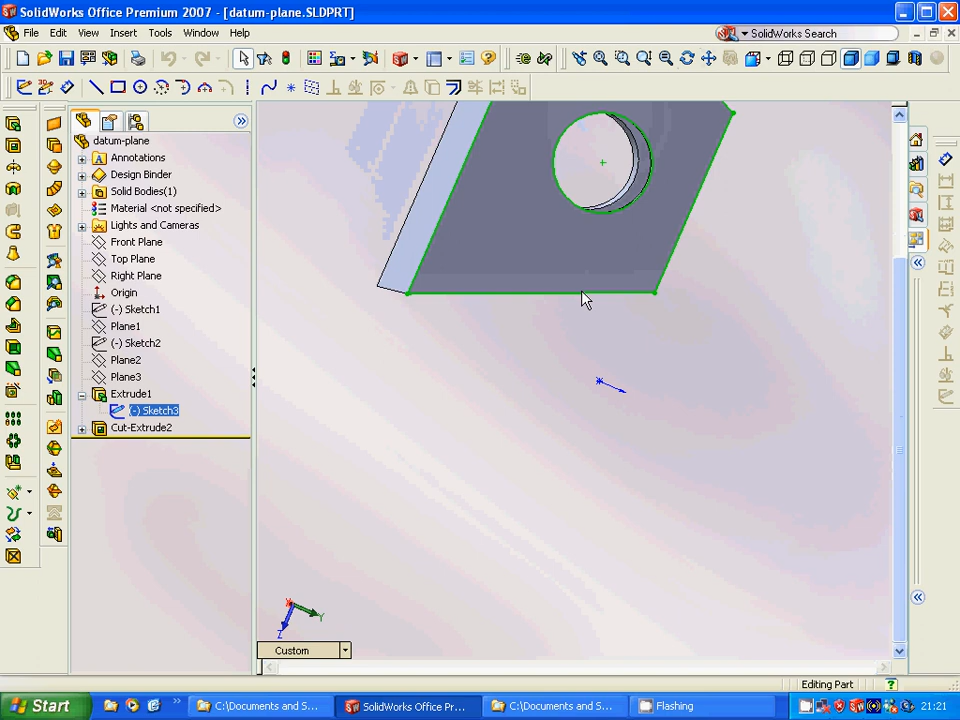 SolidWorks Office Premium 2007 - [datum-plane.SLDPRT]
File Edit View Insert Tools Window Help
SolidWorks Search
datum-plane
Annotations
Design Binder
Solid Bodies(1)
Material <not specified>
Lights and Cameras
Front Plane
Top Plane
Right Plane
Origin
(-) Sketch1
Plane1
(-) Sketch2
Plane2
Plane3
Extrude1
(-) Sketch3
Cut-Extrude2
X
Y
Z
Custom
Editing Part
Start
C:\Documents and S...
SolidWorks Office Pr...
C:\Documents and S...
Flashing
21:21